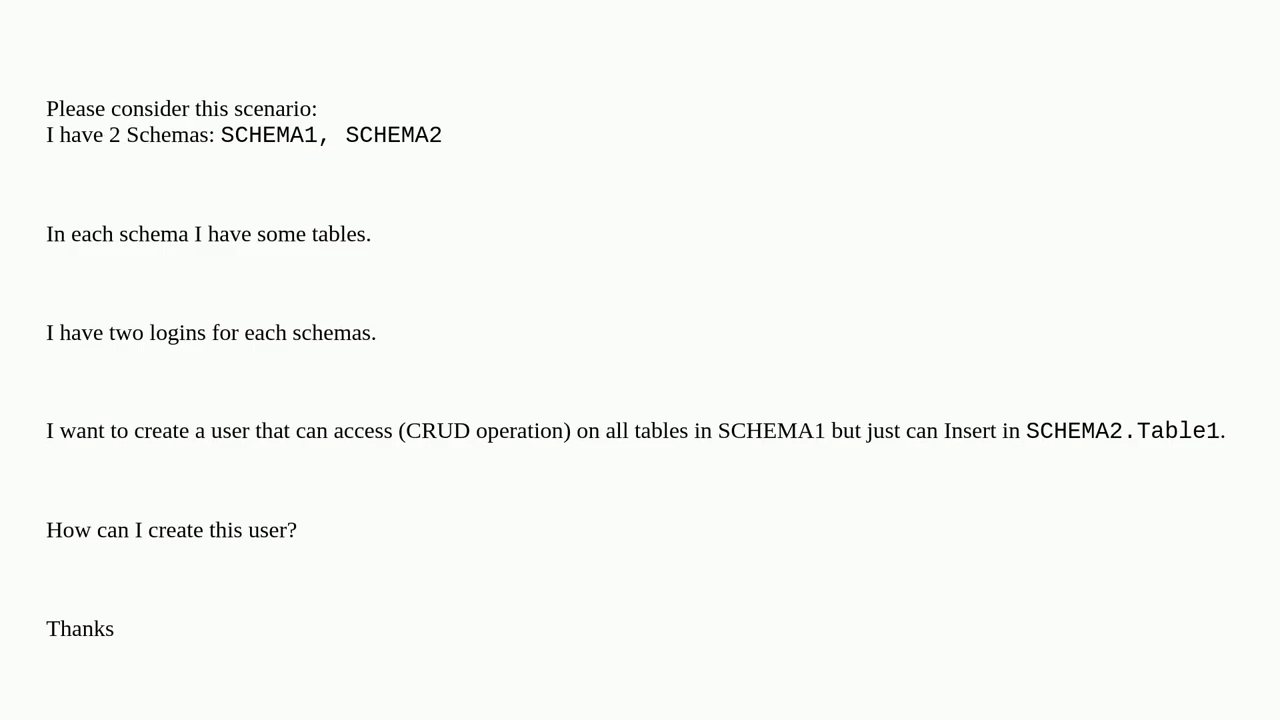 Please consider this scenario:
I have 2 Schemas: SCHEMA1, SCHEMA2
In each schema I have some tables.
I have two logins for each schemas.
I want to create a user that can access (CRUD operation) on all tables in SCHEMA1 but just can Insert in SCHEMA2.Table1.
How can I create this user?
Thanks